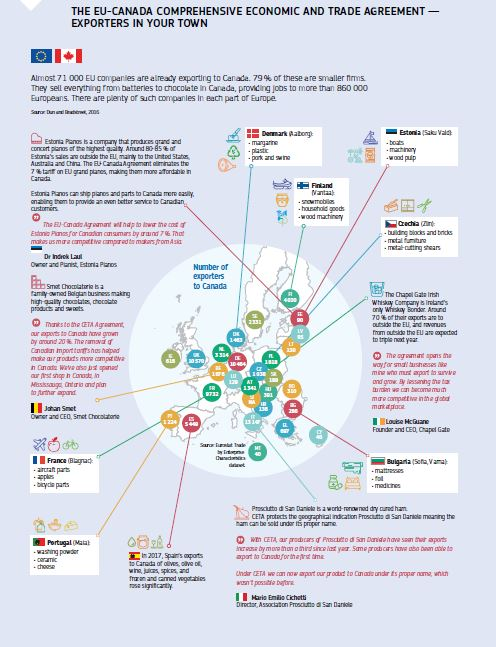 THE EU-CANADA COMPREHENSIVE ECONOMIC AND TRADE AGREEMENT —
EXPORTERS IN YOUR TOWN
Almost 71 000 EU companies are already exporting to Canada. 79% of these are smaller firms.
They sell everything from batteries to chocolate in Canada, providing jobs to more than 860 000
Europeans. There are plenty of such companies in each part of Europe.
Source: Dun and Bradstreet, 2016
Estonia Pianos is a company that produces grand and
concert pianos of the highest quality. Around 80-85 % of
Estonia's sales are outside the EU, mainly to the United States,
Australia and China. The EU-Canada Agreement eliminates the
7 % tariff on EU grand pianos, making them more affordable in
Canada.
Estonia Pianos can ship pianos and parts to Canada more easily,
enabling them to provide an even better service to Canadian
customers.
The EU-Canada Agreement will help to lower the cost of
Estonia Pianos for Canadian consumers by around 7 %. That
makes us more competitive compared to makers from Asia.
Dr Indrek Laul
Owner and Pianist, Estonia Pianos
Smet Chocolaterie is a
family-owned Belgian business making
high-quality chocolates, chocolate
products and sweets.
Thanks to the CETA Agreement,
our exports to Canada have grown
by around 20 %. The removal of
Canadian import tariffs has helped
make our products more competitive
in Canada. We've also just opened
our first shop in Canada, in
Mississauga, Ontario and plan
to further expand.
Johan Smet
Owner and CEO, Smet Chocolaterie
Denmark (Aalborg):
- margarine
- plastic
- pork and swine
Finland
(Vantaa):
- snowmobiles
- household goods
- wood machinery
Estonia (Saku Vald):
- boats
- machinery
- wood pulp
Czechia (Zlin):
- building blocks and bricks
- metal furniture
- metal-cutting shears
Number of
exporters
to Canada
The Chapel Gate Irish
Whiskey Company is Ireland's
only Whiskey Bonder. Around
70 % of their exports are to
outside the EU, and revenues
from outside the EU are expected
to triple next year.
The agreement opens the
way for small businesses like
mine who must export to survive
and grow. By lessening the tax
burden we can become much
more competitive in the global
marketplace.
Louise McGuane
Founder and CEO, Chapel Gate
Source: Eurostat Trade
by Enterprise
Characteristics
dataset
France (Blagnac):
- aircraft parts
- apples
- bicycle parts
Bulgaria (Sofia, Varna):
- mattresses
- foil
- medicines
Portugal (Maia):
- washing powder
- ceramic
- cheese
In 2017, Spain's exports
to Canada of olives, olive oil,
wine, juices, spices, and
frozen and canned vegetables
rose significantly.
Prosciutto di San Daniele is a world-renowned dry cured ham.
CETA protects the geographical indication Prosciutto di San Daniele meaning the
ham can be sold under its proper name.
With CETA, our producers of Prosciutto di San Daniele have seen their exports
increase by more than a third since last year. Some producers have also been able to
export to Canada for the first time.
Under CETA we can now export our product to Canada under its proper name, which
wasn't possible before.
Mario Emilio Cichetti
Director, Association Prosciutto di San Daniele